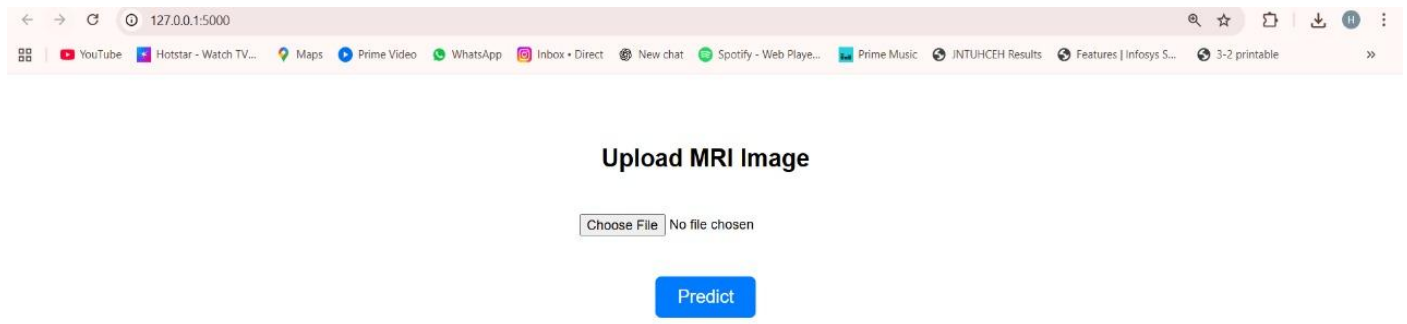 127.0.0.1:5000
H
YouTube Hotstar - Watch TV... Maps Prime Video WhatsApp Inbox • Direct New chat Spotify - Web Playe... Prime Music JNTUHCEH Results Features | Infosys S... 3-2 printable »
Upload MRI Image
Choose File No file chosen
Predict